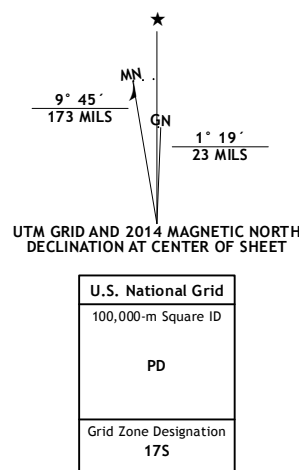 ★
MN
9° 45´
173 MILS
GN
1° 19´
23 MILS
UTM GRID AND 2014 MAGNETIC NORTH
DECLINATION AT CENTER OF SHEET
U.S. National Grid
100,000-m Square ID
PD
Grid Zone Designation
17S